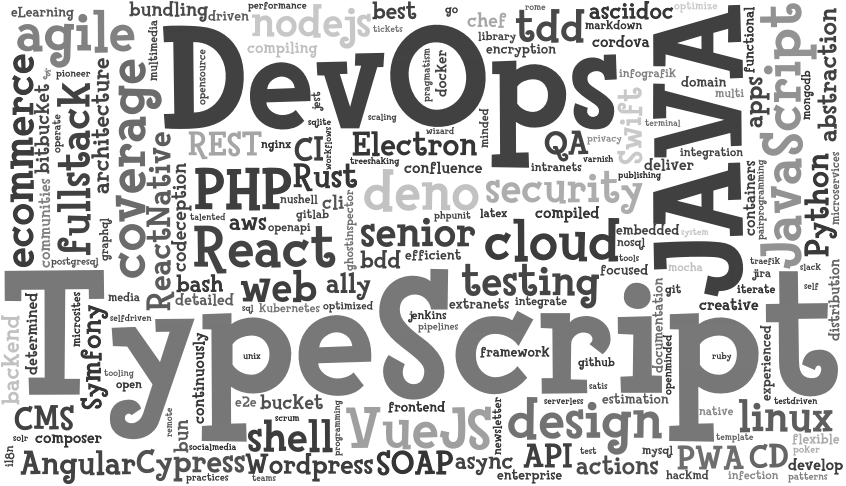 eLearning
bundling
driven
performance
nodejs
best
go
rome
asciidoc
optimize
agile
multimedia
compiling
tickets
chef
library
tdd
markdown
functional
JavaScript
js
pioneer
DevOps
opensource
pragmatism
docker
encryption
cordova
JAVA
abstraction
ecommerce
bitbucket
operate
fullstack
architecture
coverage
jest
scaling
infografik
domain
multi
apps
mongodb
REST
nginx
CI
sqlite
workflows
wizard
Electron
minded
QA
privacy
Swift
terminal
integration
treeshaking
confluence
intranets
varnish
deliver
communities
graphql
ReactNative
codeception
PHP
Rust
nushell
talented
cli
ghostinspector
deno
security
publishing
containers
pairprogramming
Python
microservices
aws
gitlab
openapi
phpunit
latex
compiled
embedded
system
nosql
React
senior
cloud
tools
postgresql
bdd
efficient
testing
focused
mocha
traefik
slack
jira
bash
web
ally
detailed
sql
Kubernetes
optimized
extranets
integrate
git
iterate
self
creative
distribution
TypeScript
determined
microsites
media
selfdriven
jenkins
pipelines
documentation
backend
Symfony
continuously
unix
framework
github
openminded
ruby
experienced
tooling
open
satis
CMS
remote
e2e
bucket
frontend
newsletter
serverless
estimation
testdriven
scrum
programming
VueJS
design
native
linux
solr
composer
bun
socialmedia
shell
template
flexible
i18n
Angular
Cypress
practices
Wordpress
teams
SOAP
async
enterprise
API
test
actions
mysql
hackmd
PWA
infection
CD
poker
develop
patterns